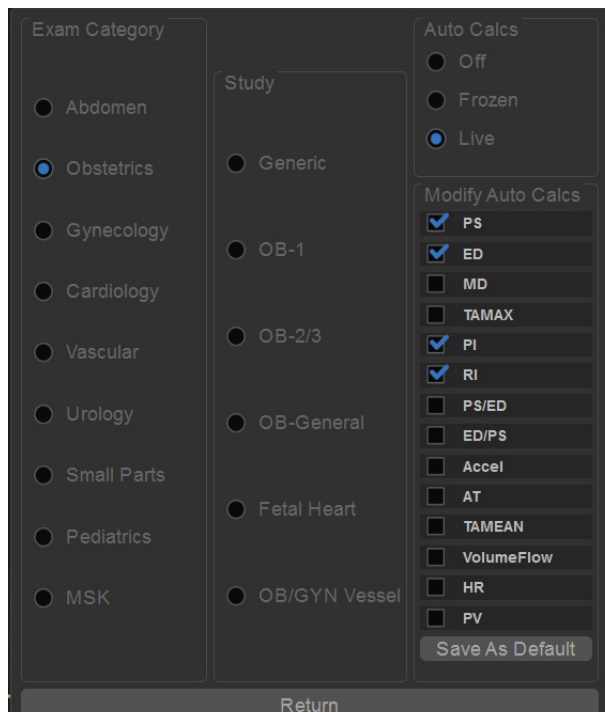 Exam Category
Abdomen
Obstetrics
Gynecology
Cardiology
Vascular
Urology
Small Parts
Pediatrics
MSK
Study
Generic
OB-1
OB-2/3
OB-General
Fetal Heart
OB/GYN Vessel
Auto Calcs
Off
Frozen
Live
Modify Auto Calcs
PS
ED
MD
TAMAX
PI
RI
PS/ED
ED/PS
Accel
AT
TAMEAN
VolumeFlow
HR
PV
Save As Default
Return